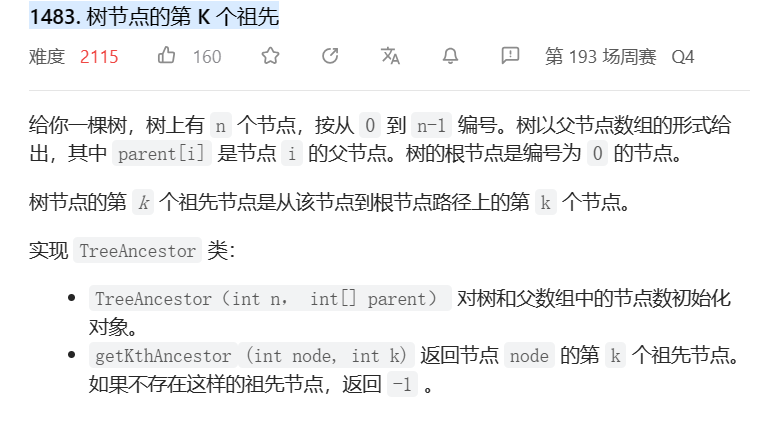 1483. 树节点的第 K 个祖先
难度 2115 160 第 193 场周赛 Q4
给你一棵树，树上有 n 个节点，按从 0 到 n-1 编号。树以父节点数组的形式给
出，其中 parent[i] 是节点 i 的父节点。树的根节点是编号为 0 的节点。
树节点的第 k 个祖先节点是从该节点到根节点路径上的第 k 个节点。
实现 TreeAncestor 类：
• TreeAncestor（int n， int[] parent） 对树和父数组中的节点数初始化
对象。
• getKthAncestor (int node, int k) 返回节点 node 的第 k 个祖先节点。
如果不存在这样的祖先节点，返回 -1 。